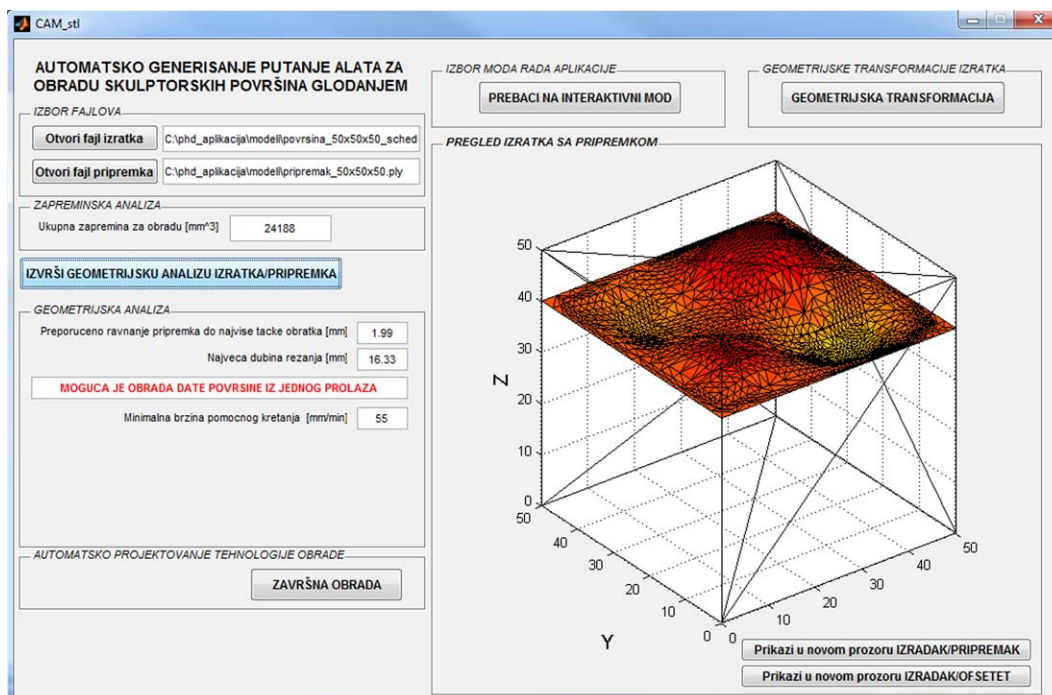 CAM_stl
AUTOMATSKO GENERISANJE PUTANJE ALATA ZA
OBRADU SKULPTORSKIH POVRŠINA GLODANJEM
IZBOR FAJLOVA
Otvori fajl izratka C:\phd_aplikacija\modeli\povrsina_50x50x50_sched
Otvori fajl pripremka C:\phd_aplikacija\modeli\pripremak_50x50x50.ply
ZAPREMINSKA ANALIZA
Ukupna zapremina za obradu [mm^3] 24188
IZVRŠI GEOMETRIJSKU ANALIZU IZRATKA/PRIPREMKA
GEOMETRIJSKA ANALIZA
Preporuceno ravnanje pripremka do najvise tacke obratka [mm] 1.99
Najveca dubina rezanja [mm] 16.33
MOGUCA JE OBRADA DATE POVRSINE IZ JEDNOG PROLAZA
Minimalna brzina pomocnog kretanja [mm/min] 55
AUTOMATSKO PROJEKTOVANJE TEHNOLOGIJE OBRADE
ZAVRŠNA OBRADA
IZBOR MODA RADA APLIKACIJE
PREBACI NA INTERAKTIVNI MOD
GEOMETRIJSKE TRANSFORMACIJE IZRATKA
GEOMETRIJSKA TRANSFORMACIJA
PREGLED IZRATKA SA PRIPREMKOM
50
40
30
Z
20
10
0
50
40
30
20
10
0
Y
0
10
20
30
40
50
Prikazi u novom prozoru IZRADAK/PRIPREMAK
Prikazi u novom prozoru IZRADAK/OFSETET